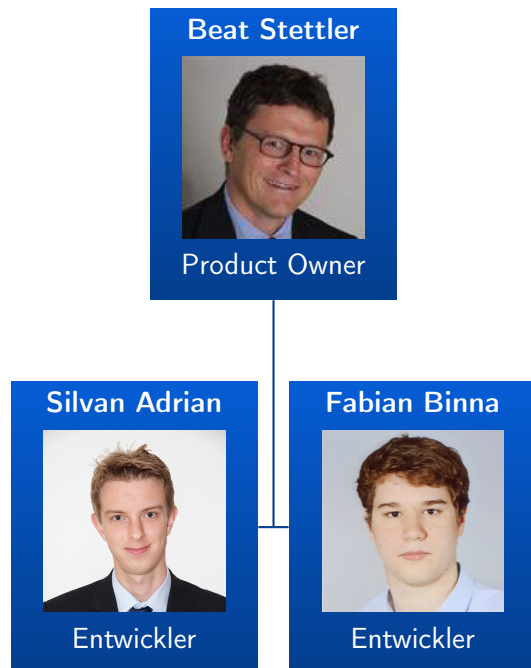 Beat Stettler
Product Owner
Silvan Adrian
Entwickler
Fabian Binna
Entwickler